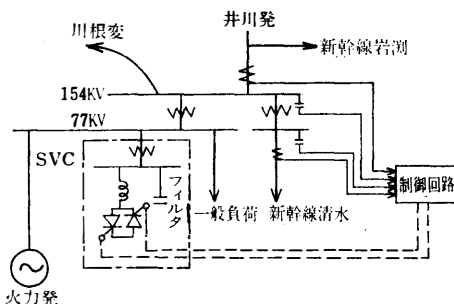 井川発
川根変
新幹線岩渕
154KV
77KV
SVC
フィルタ
制御回路
一般負荷
新幹線清水
火力発